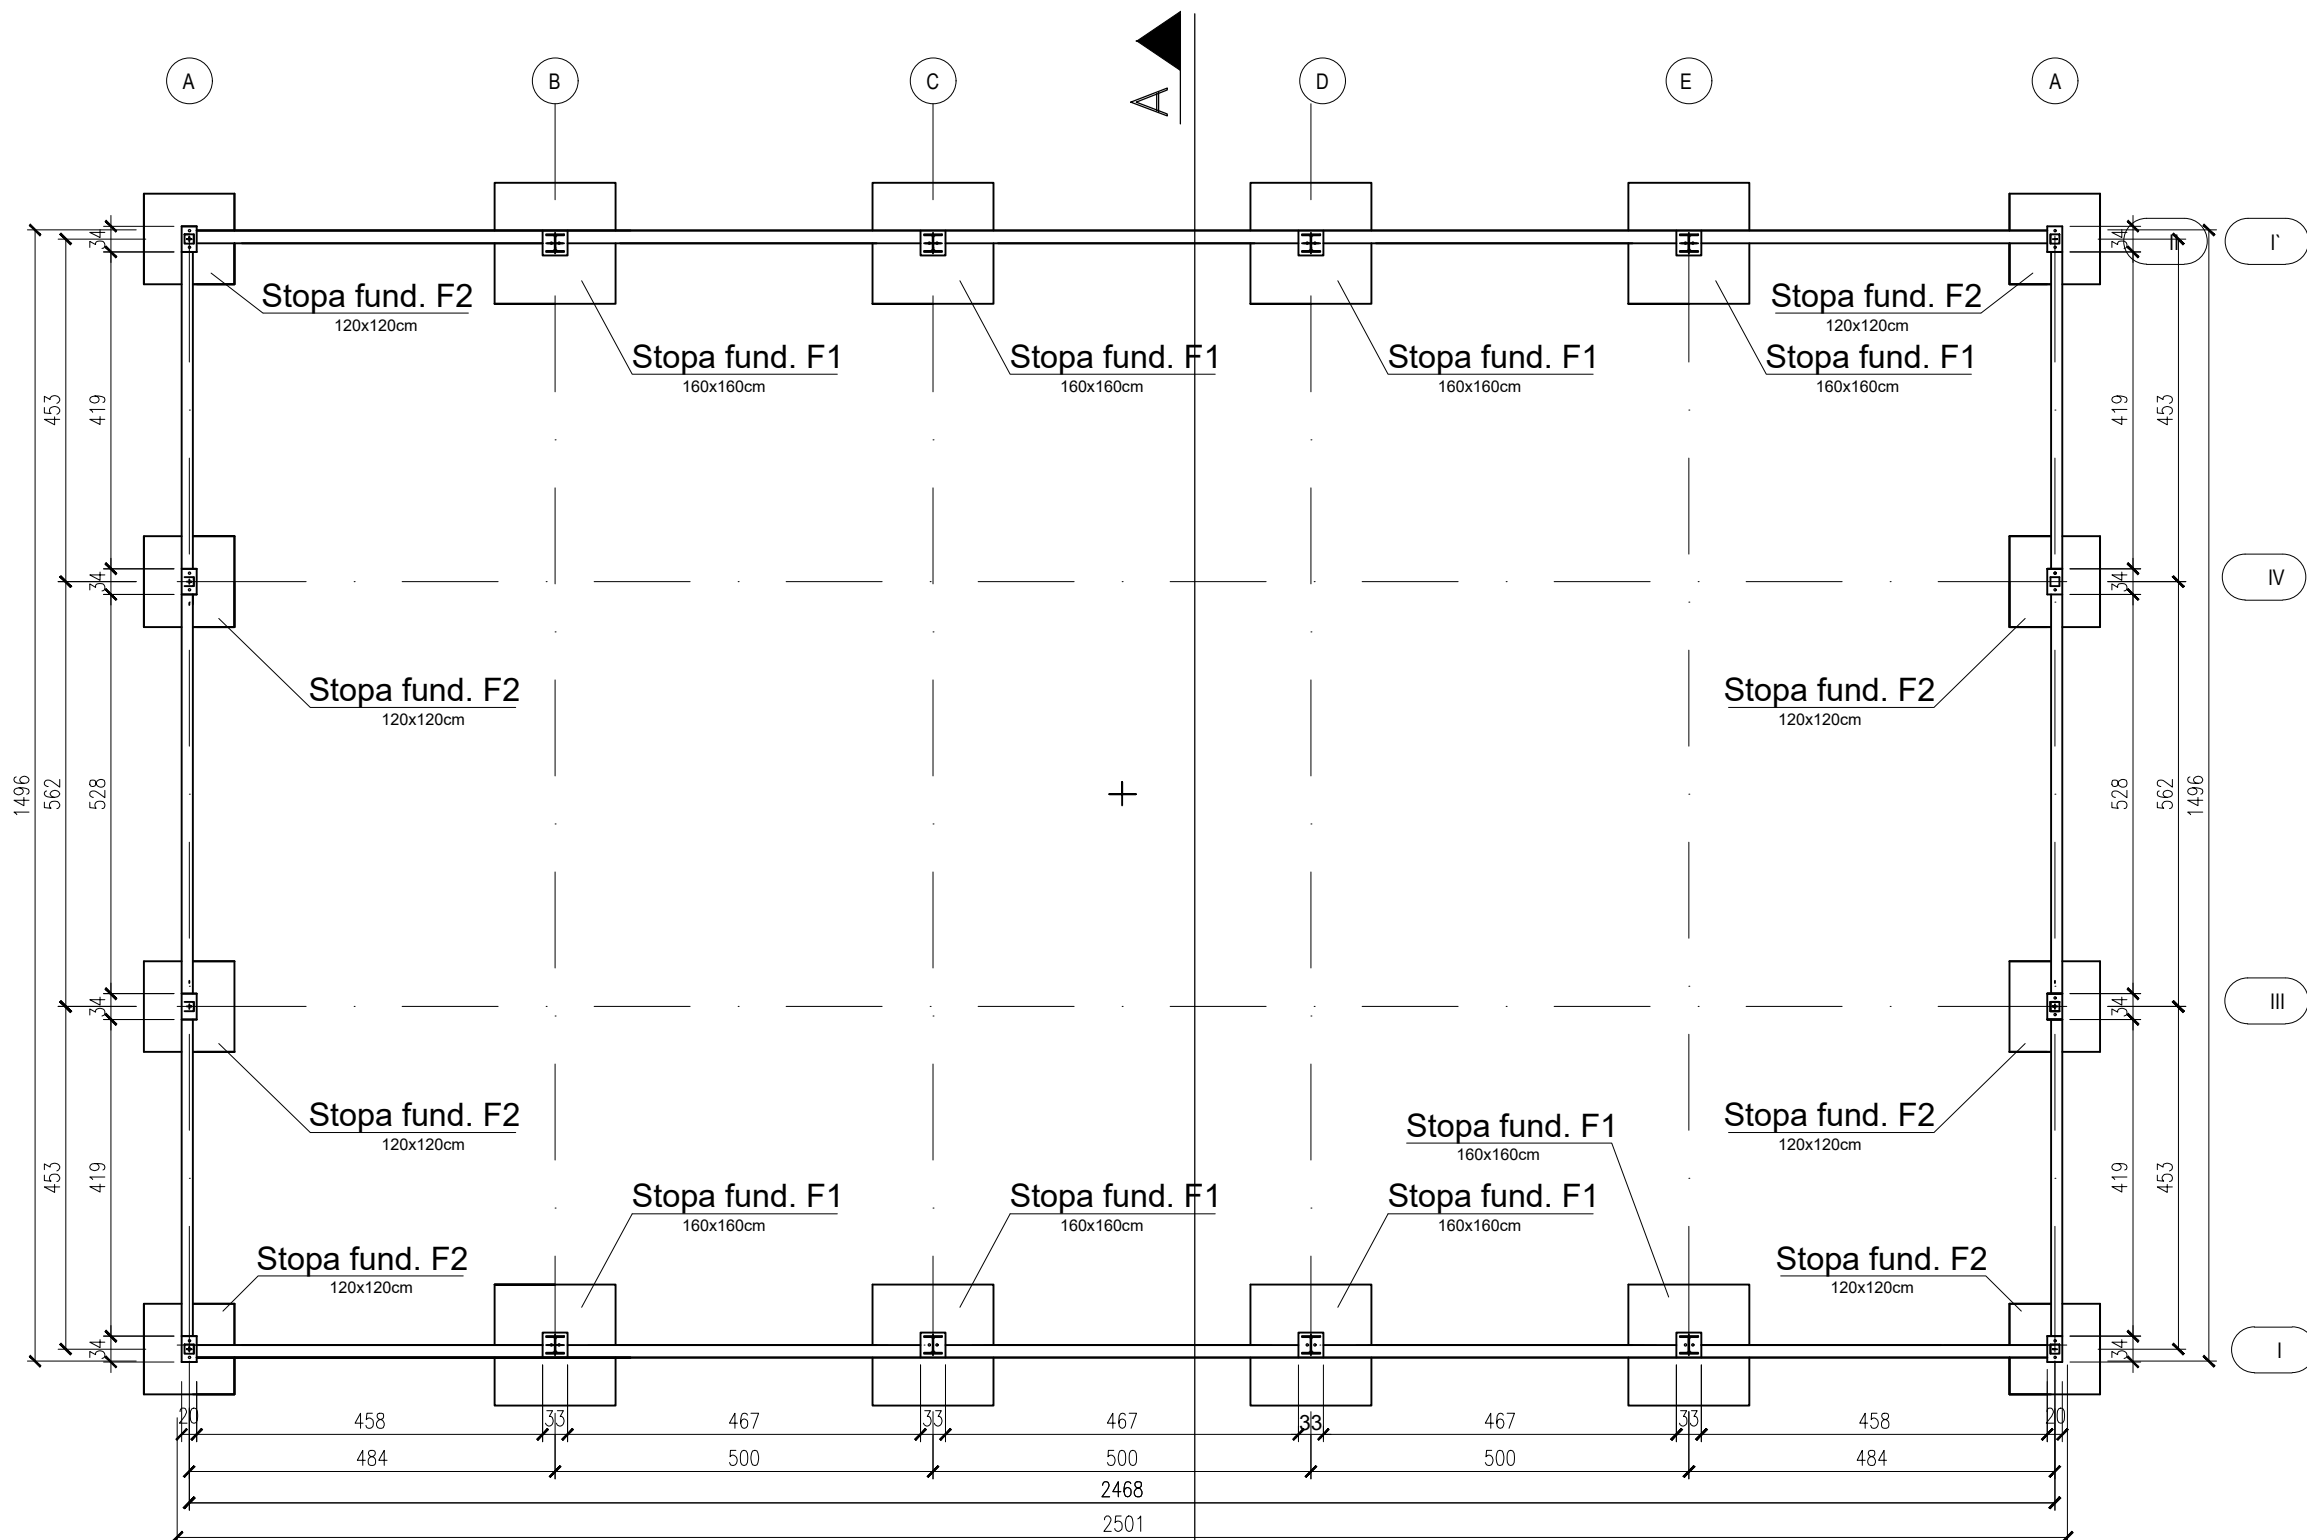 A
B
C
D
E
A
A
34
34
II
I`
Stopa fund. F2
120x120cm
Stopa fund. F2
120x120cm
Stopa fund. F1
160x160cm
Stopa fund. F1
160x160cm
Stopa fund. F1
160x160cm
Stopa fund. F1
160x160cm
453
419
419
453
34
34
IV
Stopa fund. F2
120x120cm
Stopa fund. F2
120x120cm
1496
562
528
528
562
1496
34
34
III
Stopa fund. F2
120x120cm
Stopa fund. F2
120x120cm
Stopa fund. F1
160x160cm
453
419
419
453
Stopa fund. F1
160x160cm
Stopa fund. F1
160x160cm
Stopa fund. F1
160x160cm
Stopa fund. F2
120x120cm
Stopa fund. F2
120x120cm
34
34
I
20
458
33
467
33
467
33
467
33
458
20
484
500
500
500
484
2468
2501